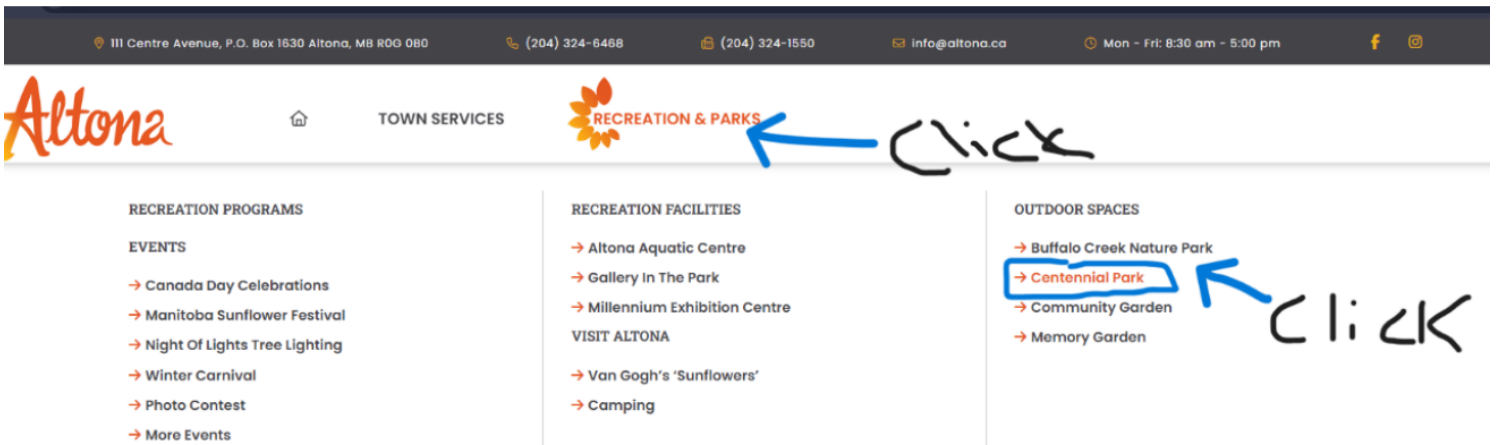 111 Centre Avenue, P.O. Box 1630 Altona, MB R0G 0B0 (204) 324-6468 (204) 324-1550 info@altona.ca Mon - Fri: 8:30 am - 5:00 pm
Altona TOWN SERVICES RECREATION & PARKS Click
RECREATION PROGRAMS
EVENTS
Canada Day Celebrations
Manitoba Sunflower Festival
Night Of Lights Tree Lighting
Winter Carnival
Photo Contest
More Events
RECREATION FACILITIES
Altona Aquatic Centre
Gallery In The Park
Millennium Exhibition Centre
VISIT ALTONA
Van Gogh's 'Sunflowers'
Camping
OUTDOOR SPACES
Buffalo Creek Nature Park
Centennial Park
Community Garden
Memory Garden
Click